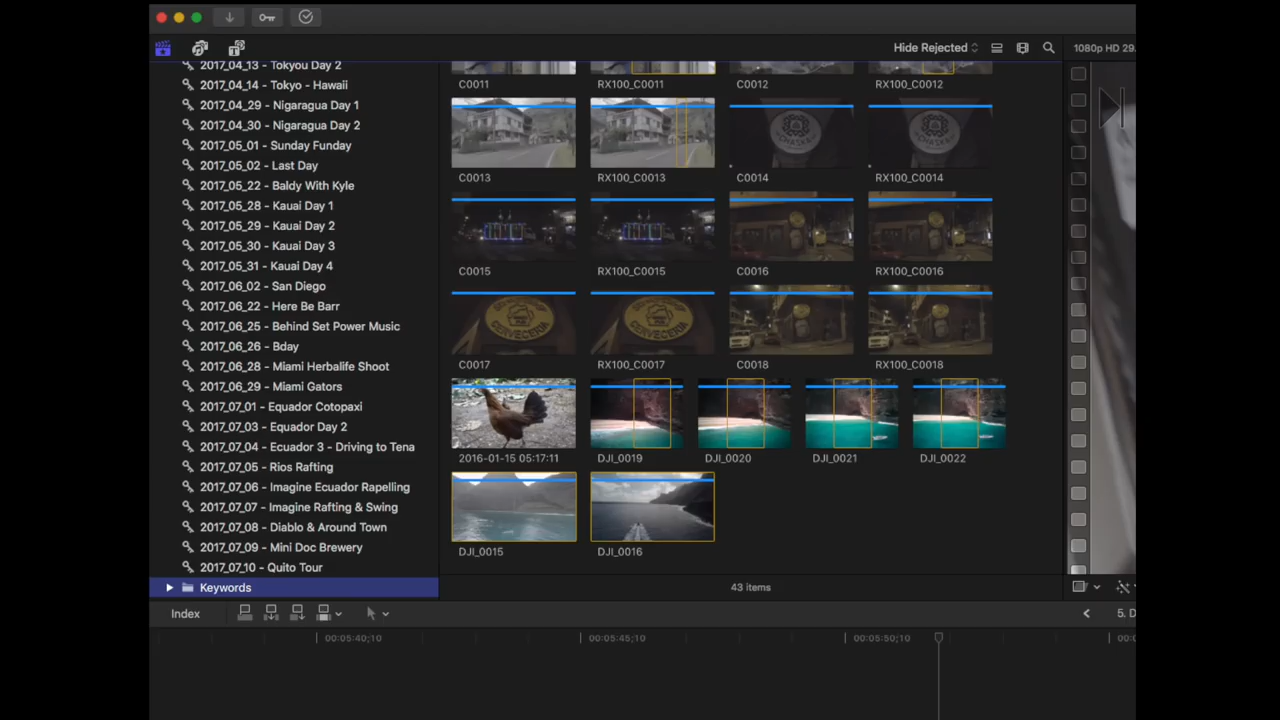 Hide Rejected
1080p HD 29.
2017_04_13 - Tokyou Day 2
2017_04_14 - Tokyo - Hawaii
2017_04_29 - Nigaragua Day 1
2017_04_30 - Nigaragua Day 2
2017_05_01 - Sunday Funday
2017_05_02 - Last Day
2017_05_22 - Baldy With Kyle
2017_05_28 - Kauai Day 1
2017_05_29 - Kauai Day 2
2017_05_30 - Kauai Day 3
2017_05_31 - Kauai Day 4
2017_06_02 - San Diego
2017_06_22 - Here Be Barr
2017_06_25 - Behind Set Power Music
2017_06_26 - Bday
2017_06_28 - Miami Herbalife Shoot
2017_06_29 - Miami Gators
2017_07_01 - Equador Cotopaxi
2017_07_03 - Equador Day 2
2017_07_04 - Ecuador 3 - Driving to Tena
2017_07_05 - Rios Rafting
2017_07_06 - Imagine Ecuador Rapelling
2017_07_07 - Imagine Rafting & Swing
2017_07_08 - Diablo & Around Town
2017_07_09 - Mini Doc Brewery
2017_07_10 - Quito Tour
Keywords
C0011
RX100_C0011
C0012
RX100_C0012
C0013
RX100_C0013
C0014
RX100_C0014
C0015
RX100_C0015
C0016
RX100_C0016
C0017
RX100_C0017
C0018
RX100_C0018
2016-01-15 05:17:11
DJI_0019
DJI_0020
DJI_0021
DJI_0022
DJI_0015
DJI_0016
43 items
Index
5. D
00:05:40;10
00:05:45;10
00:05:50;10